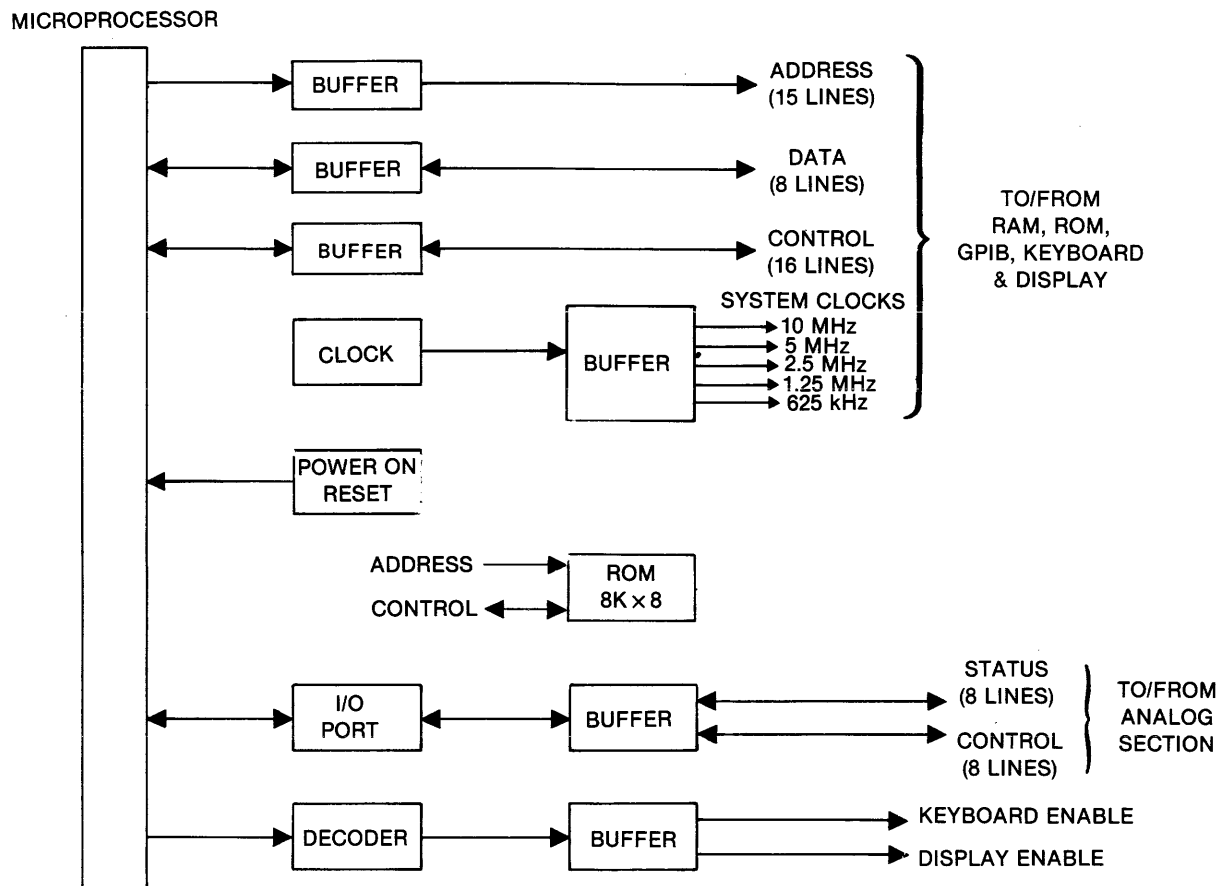 MICROPROCESSOR
BUFFER
ADDRESS
(15 LINES)
BUFFER
DATA
(8 LINES)
BUFFER
CONTROL
(16 LINES)
TO/FROM
RAM, ROM,
GPIB, KEYBOARD
& DISPLAY
CLOCK
BUFFER
SYSTEM CLOCKS
10 MHz
5 MHz
2.5 MHz
1.25 MHz
625 kHz
POWER ON
RESET
ADDRESS
CONTROL
ROM
8K × 8
I/O
PORT
BUFFER
STATUS
(8 LINES)
CONTROL
(8 LINES)
TO/FROM
ANALOG
SECTION
DECODER
BUFFER
KEYBOARD ENABLE
DISPLAY ENABLE